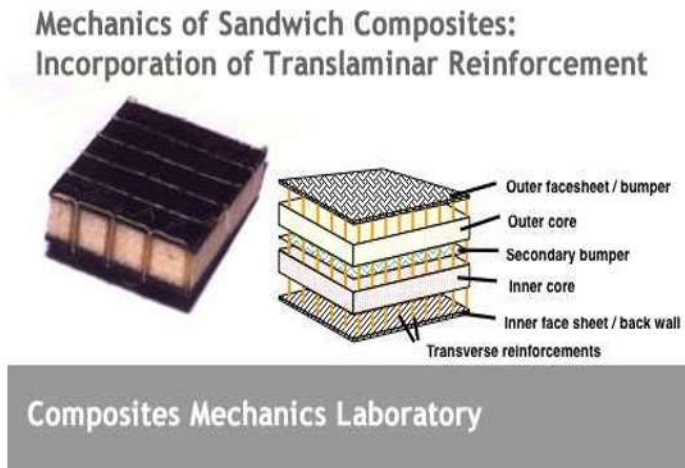 Mechanics of Sandwich Composites:
Incorporation of Translaminar Reinforcement
Outer facesheet / bumper
Outer core
Secondary bumper
Inner core
Inner face sheet / back wall
Transverse reinforcements
Composites Mechanics Laboratory